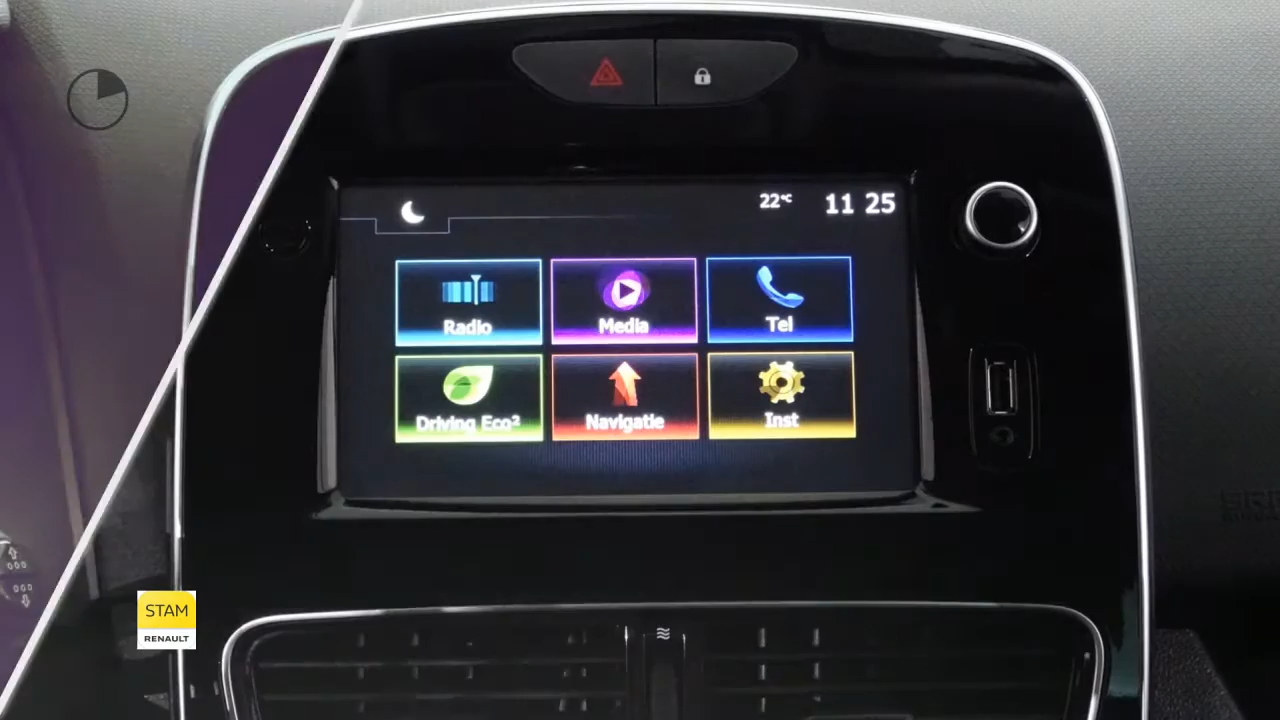 22°C 11 25
Radio Media Tel
Driving Eco² Navigatie Inst
STAM
RENAULT